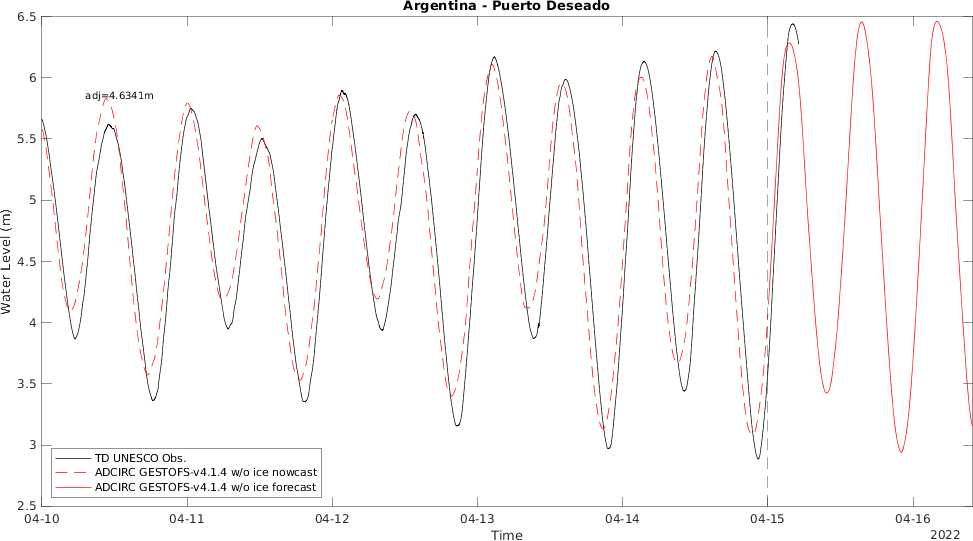 Argentina - Puerto Deseado
6.5
6
5.5
5
4.5
4
3.5
3
2.5
Water Level (m)
adj=4.6341m
TD UNESCO Obs.
ADCIRC GESTOFS-v4.1.4 w/o ice nowcast
ADCIRC GESTOFS-v4.1.4 w/o ice forecast
04-10 04-11 04-12 04-13 04-14 04-15 04-16
Time
2022